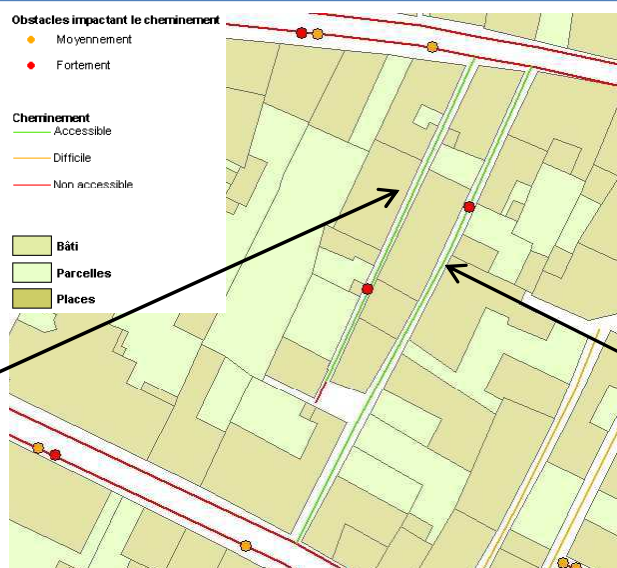 Obstacles impactant le cheminement
Moyennement
Fortement
Cheminement
Accessible
Difficile
Non accessible
Bâti
Parcelles
Places